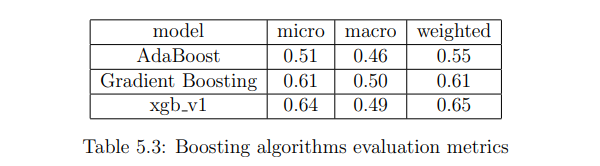 model micro macro weighted
AdaBoost 0.51 0.46 0.55
Gradient Boosting 0.61 0.50 0.61
xgb_v1 0.64 0.49 0.65
Table 5.3: Boosting algorithms evaluation metrics